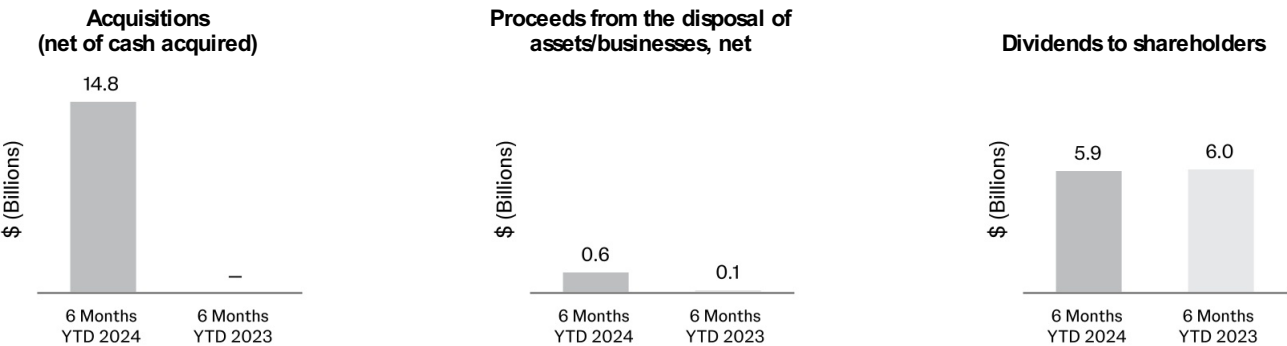 Acquisitions
(net of cash acquired)
$ (Billions)
14.8
–
6 Months
YTD 2024
6 Months
YTD 2023
Proceeds from the disposal of
assets/businesses, net
$ (Billions)
0.6
0.1
6 Months
YTD 2024
6 Months
YTD 2023
Dividends to shareholders
$ (Billions)
5.9
6.0
6 Months
YTD 2024
6 Months
YTD 2023